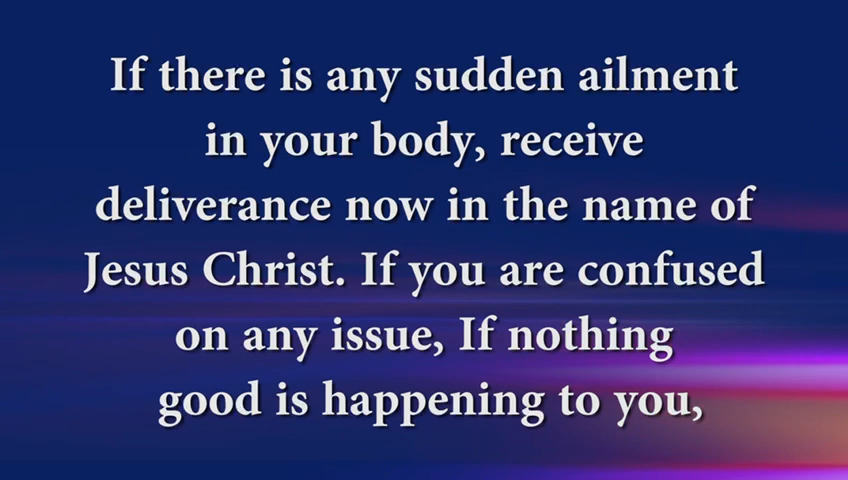 If there is any sudden ailment
in your body, receive
deliverance now in the name of
Jesus Christ. If you are confused
on any issue, If nothing
good is happening to you,